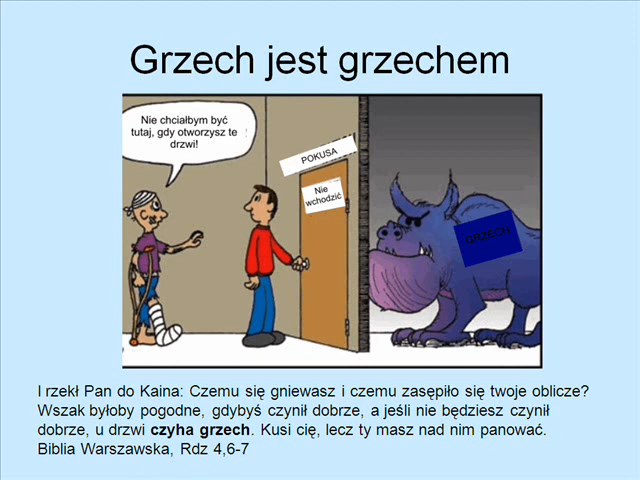 Grzech jest grzechem
Nie chciałbym być
tutaj, gdy otworzysz te
drzwi!
POKUSA
Nie
wchodzić
GRZECH
I rzekł Pan do Kaina: Czemu się gniewasz i czemu zasępiło się twoje oblicze?
Wszak byłoby pogodne, gdybyś czynił dobrze, a jeśli nie będziesz czynił
dobrze, u drzwi czyha grzech. Kusi cię, lecz ty masz nad nim panować.
Biblia Warszawska, Rdz 4,6-7